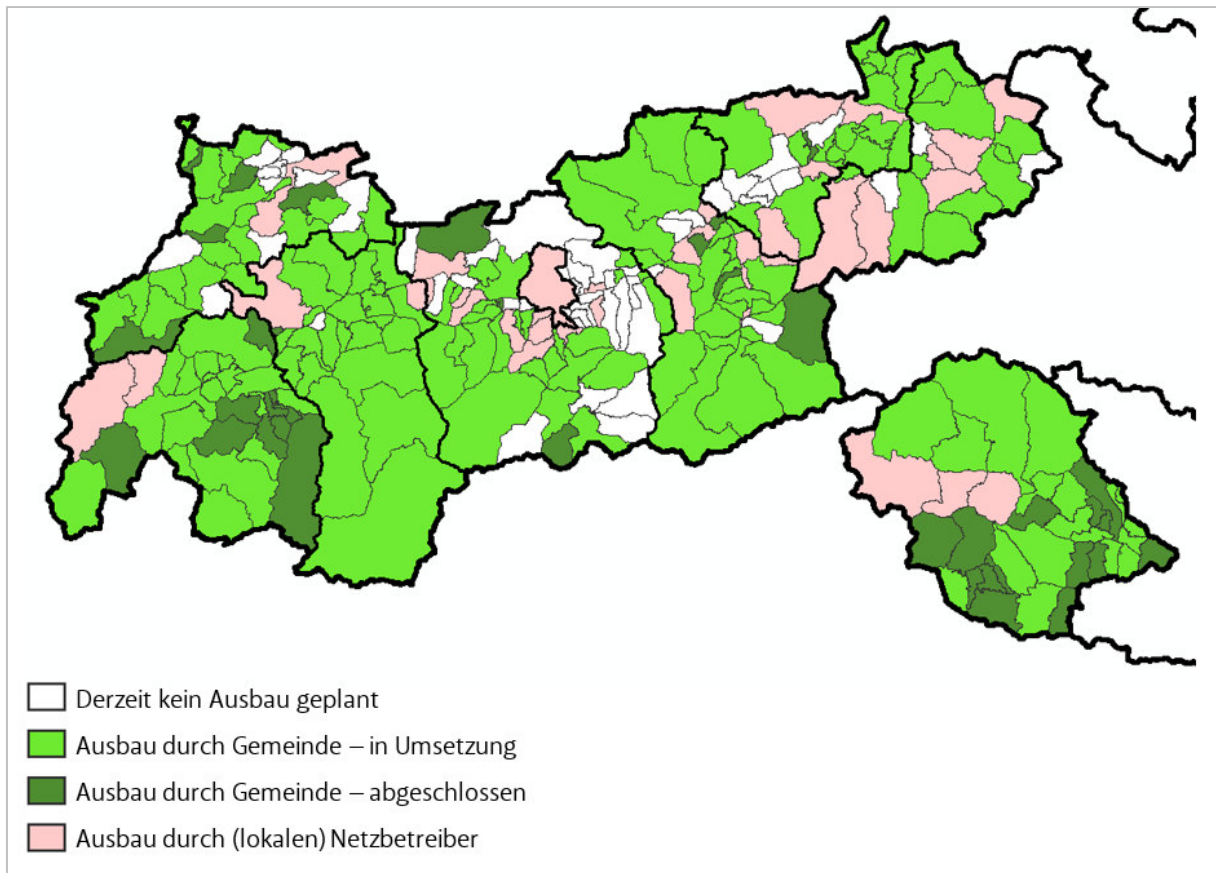 Derzeit kein Ausbau geplant
Ausbau durch Gemeinde – in Umsetzung
Ausbau durch Gemeinde – abgeschlossen
Ausbau durch (lokalen) Netzbetreiber